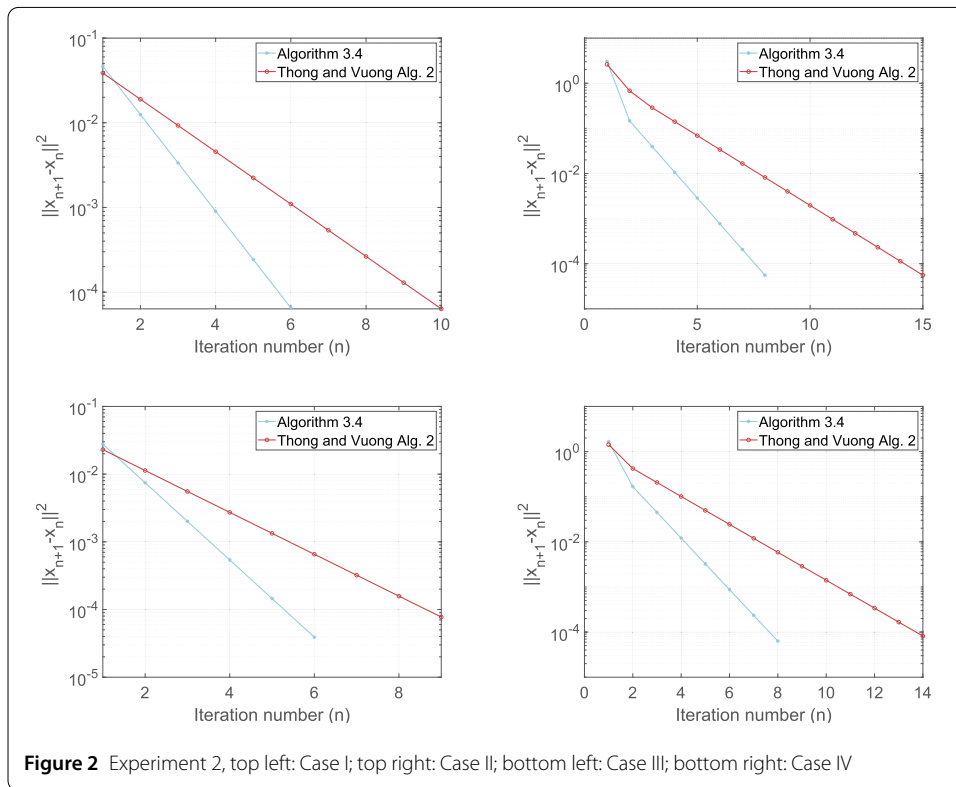 10^-1
10^-2
10^-3
10^-4
||x_{n+1}-x_n||^2
Algorithm 3.4
Thong and Vuong Alg. 2
2 4 6 8 10
Iteration number (n)
10^0
10^-2
10^-4
||x_{n+1}-x_n||^2
Algorithm 3.4
Thong and Vuong Alg. 2
0 5 10 15
Iteration number (n)
10^-1
10^-2
10^-3
10^-4
10^-5
||x_{n+1}-x_n||^2
Algorithm 3.4
Thong and Vuong Alg. 2
2 4 6 8
Iteration number (n)
10^0
10^-2
10^-4
||x_{n+1}-x_n||^2
Algorithm 3.4
Thong and Vuong Alg. 2
0 2 4 6 8 10 12 14
Iteration number (n)
Figure 2 Experiment 2, top left: Case I; top right: Case II; bottom left: Case III; bottom right: Case IV